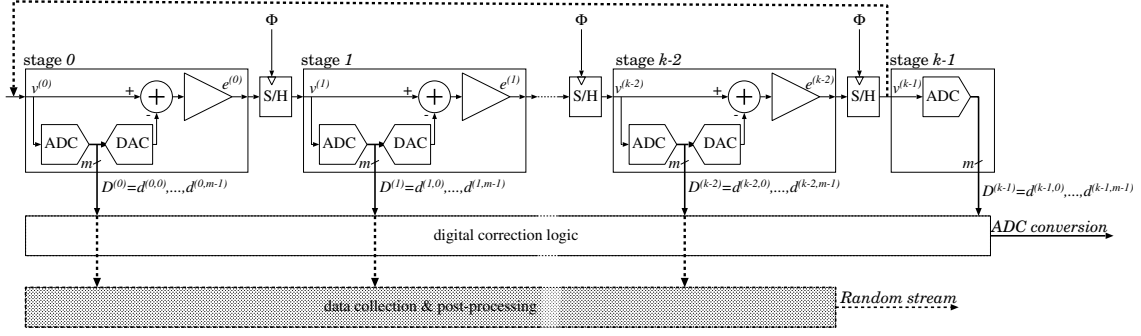 Φ Φ Φ
stage 0 stage 1 stage k-2 stage k-1
v(0) + e(0) S/H v(1) + e(1) S/H v(k-2) + e(k-2) S/H v(k-1) ADC
- - -
ADC DAC ADC DAC ADC DAC
m m m m
D(0)=d(0,0),...,d(0,m-1) D(1)=d(1,0),...,d(1,m-1) D(k-2)=d(k-2,0),...,d(k-2,m-1) D(k-1)=d(k-1,0),...,d(k-1,m-1)
digital correction logic ADC conversion
data collection & post-processing Random stream